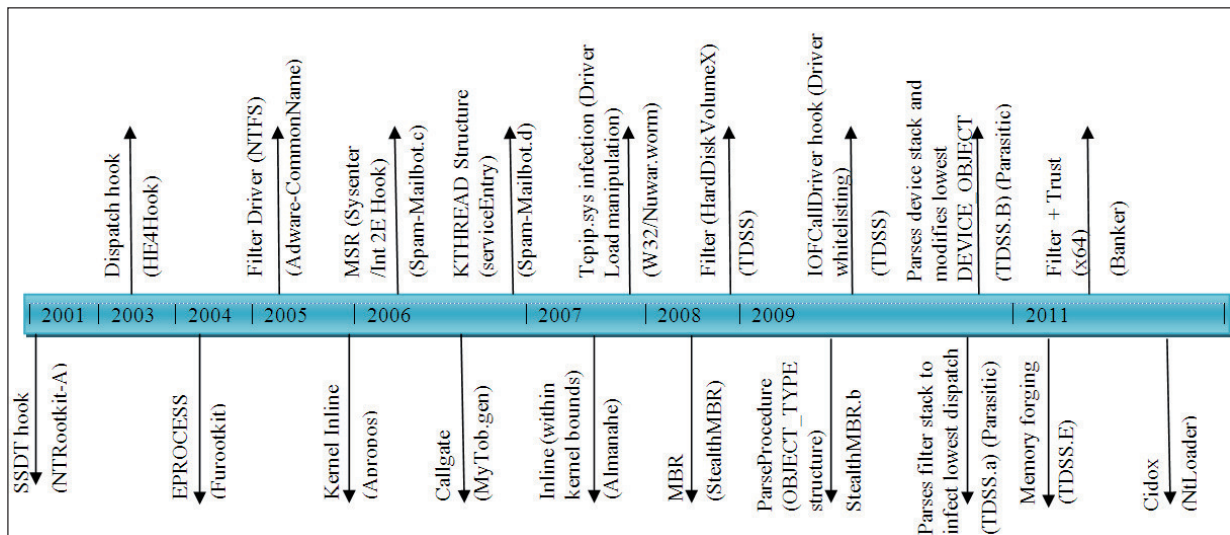 Dispatch hook
(HE4Hook)
Filter Driver (NTFS)
(Adware-CommonName)
MSR (Sysenter
/Int 2E Hook)
(Spam-Mailbot.c)
KTHREAD Structure
(serviceEntry)
(Spam-Mailbot.d)
Tcpip.sys infection (Driver
Load manipulation)
(W32/Nuwar.worm)
Filter (HardDiskVolumeX)
(TDSS)
IOFCallDriver hook (Driver
whitelisting)
(TDSS)
Parses device stack and
modifies lowest
DEVICE_OBJECT
(TDSS.B) (Parasitic)
Filter + Trust
(x64)
(Banker)
2001
2003
2004
2005
2006
2007
2008
2009
2011
SSDT hook
(NTRootkit-A)
EPROCESS
(Furootkit)
Kernel Inline
(Apropos)
Callgate
(MyTob.gen)
Inline (within
kernel bounds)
(Almanahe)
MBR
(StealthMBR)
ParseProcedure
(OBJECT_TYPE
structure)
StealthMBR.b
Parses filter stack to
infect lowest dispatch
(TDSS.a) (Parasitic)
Memory forging
(TDSS.E)
Cidox
(NLoader)